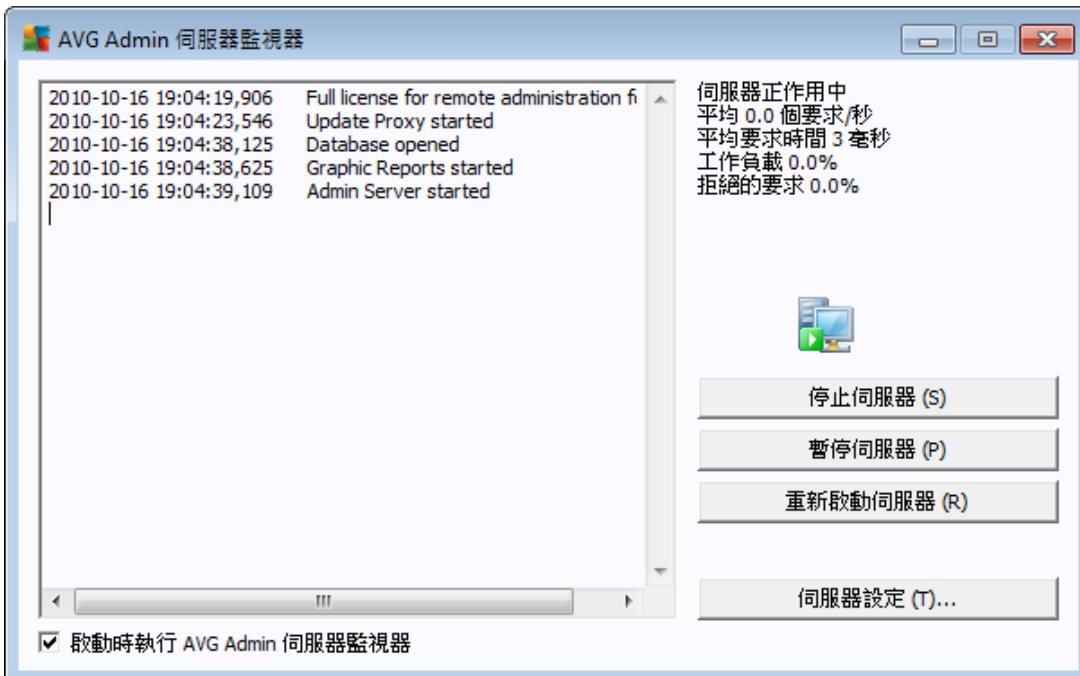 AVG Admin 伺服器監視器
2010-10-16 19:04:19,906 Full license for remote administration
2010-10-16 19:04:23,546 Update Proxy started
2010-10-16 19:04:38,125 Database opened
2010-10-16 19:04:38,625 Graphic Reports started
2010-10-16 19:04:39,109 Admin Server started
伺服器正作用中
平均 0.0 個要求/秒
平均要求時間 3 毫秒
工作負載 0.0%
拒絕的要求 0.0%
停止伺服器 (S)
暫停伺服器 (P)
重新啟動伺服器 (R)
伺服器設定 (T)...
啟動時執行 AVG Admin 伺服器監視器